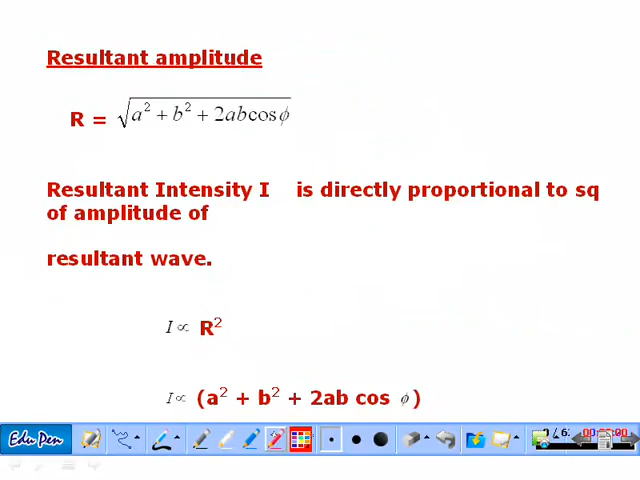 Resultant amplitude
R = √a² + b² + 2abcosϕ
Resultant Intensity I is directly proportional to sq
of amplitude of
resultant wave.
I ∝ R²
I ∝ (a² + b² + 2ab cos ϕ)
Edu Pen